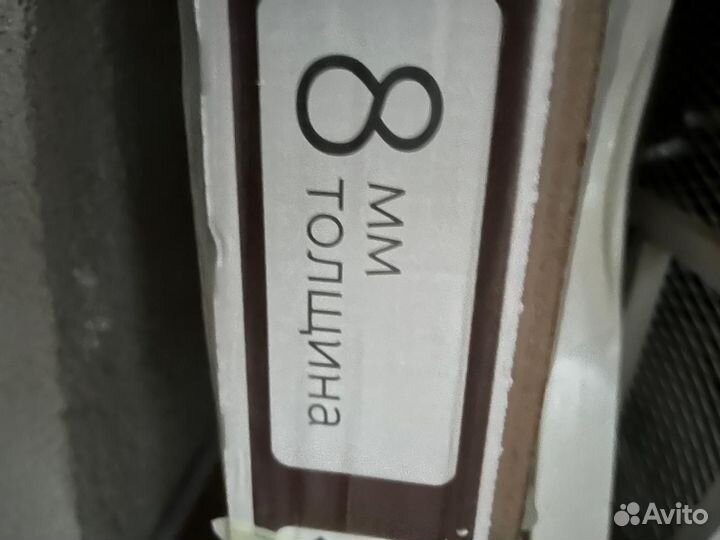 8 мм
толщина
Avito